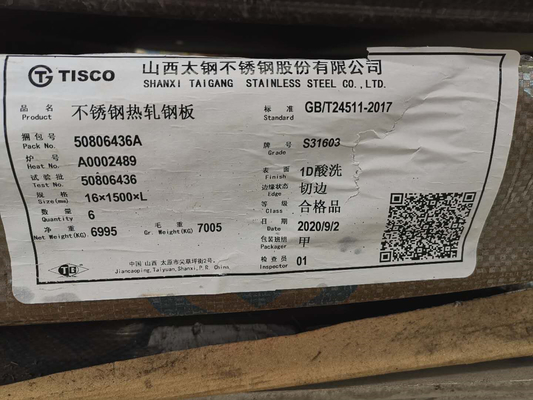 TISCO
山西太钢不锈钢股份有限公司
SHANXI TAIGANG STAINLESS STEEL CO.,LTD.
品名 不锈钢热轧钢板 标准 GB/T24511-2017
Product Standard
捆包号 50806436A 牌号 S31603
Pack No. Grade
炉号 A0002489
Heat No.
表面 1D酸洗
Finish
试验批 50806436
Test No.
边缘状态 切边
Edge
规格 16×1500×L
Size(mm)
等级 合格品
Class
数量 6
Quantity
日期 2020/9/2
Date
净重 6995 毛重 7005
Net Weight(KG) Gr. Weight(KG)
包装班组 甲
Packer
检查员 01
Inspector
中国 山西 太原市尖草坪街2号。
Jiancaoping,Taiyuan,Shanxi,P.R. China